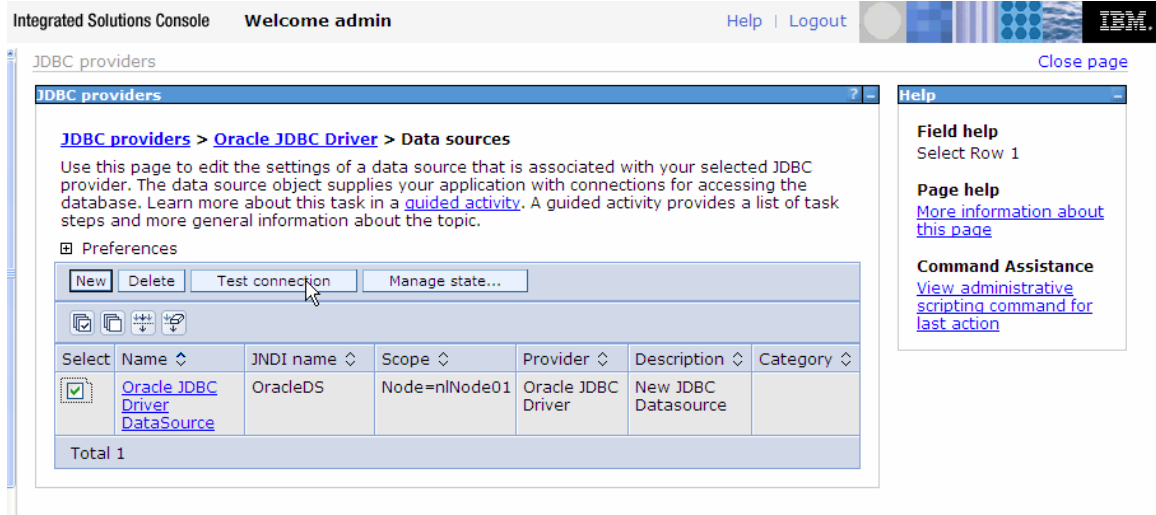 Integrated Solutions Console Welcome admin Help | Logout IBM.
JDBC providers Close page
JDBC providers ? –
JDBC providers > Oracle JDBC Driver > Data sources
Use this page to edit the settings of a data source that is associated with your selected JDBC
provider. The data source object supplies your application with connections for accessing the
database. Learn more about this task in a guided activity. A guided activity provides a list of task
steps and more general information about the topic.
Preferences
New Delete Test connection Manage state...
Select Name JNDI name Scope Provider Description Category
Oracle JDBC OracleDS Node=nlNode01 Oracle JDBC New JDBC
Driver Driver Datasource
DataSource
Total 1
Help –
Field help
Select Row 1
Page help
More information about
this page
Command Assistance
View administrative
scripting command for
last action